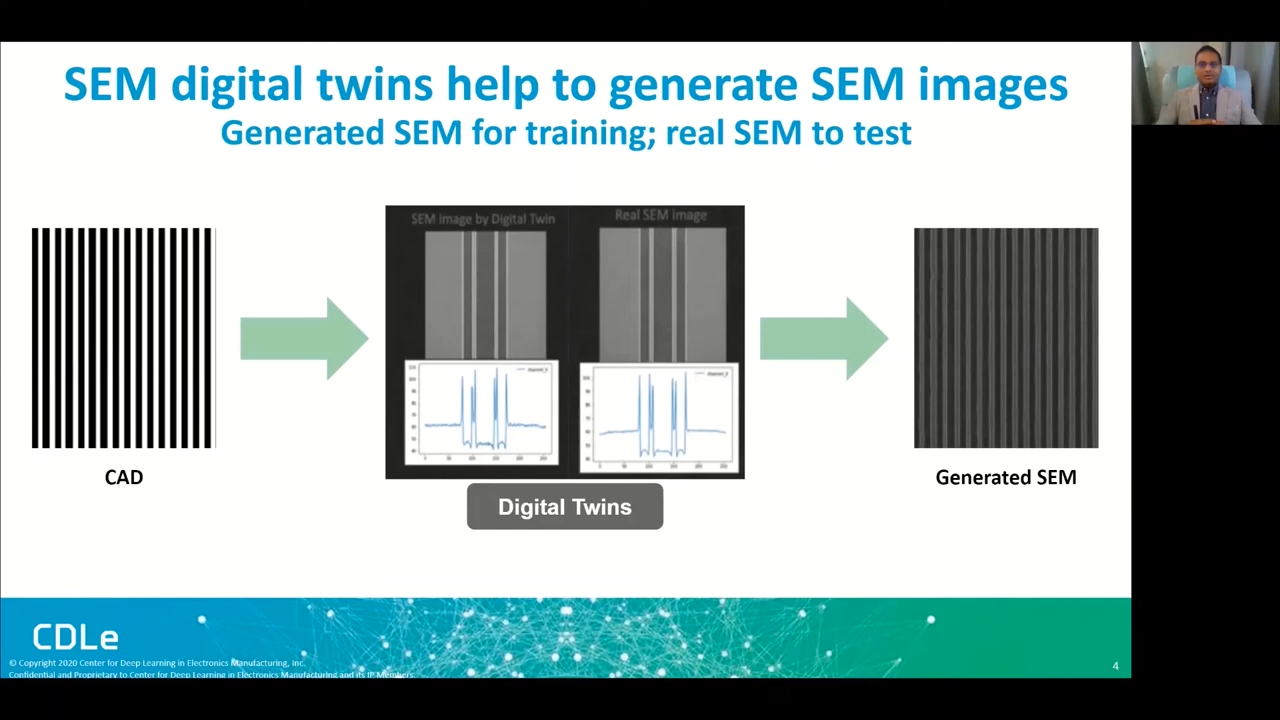 SEM digital twins help to generate SEM images
Generated SEM for training; real SEM to test
SEM image by Digital Twin
Real SEM image
CAD
Digital Twins
Generated SEM
CDLe
© Copyright 2020 Center for Deep Learning in Electronics Manufacturing, Inc.
Confidential and Proprietary to Center for Deep Learning in Electronics Manufacturing and its IP Members.
4